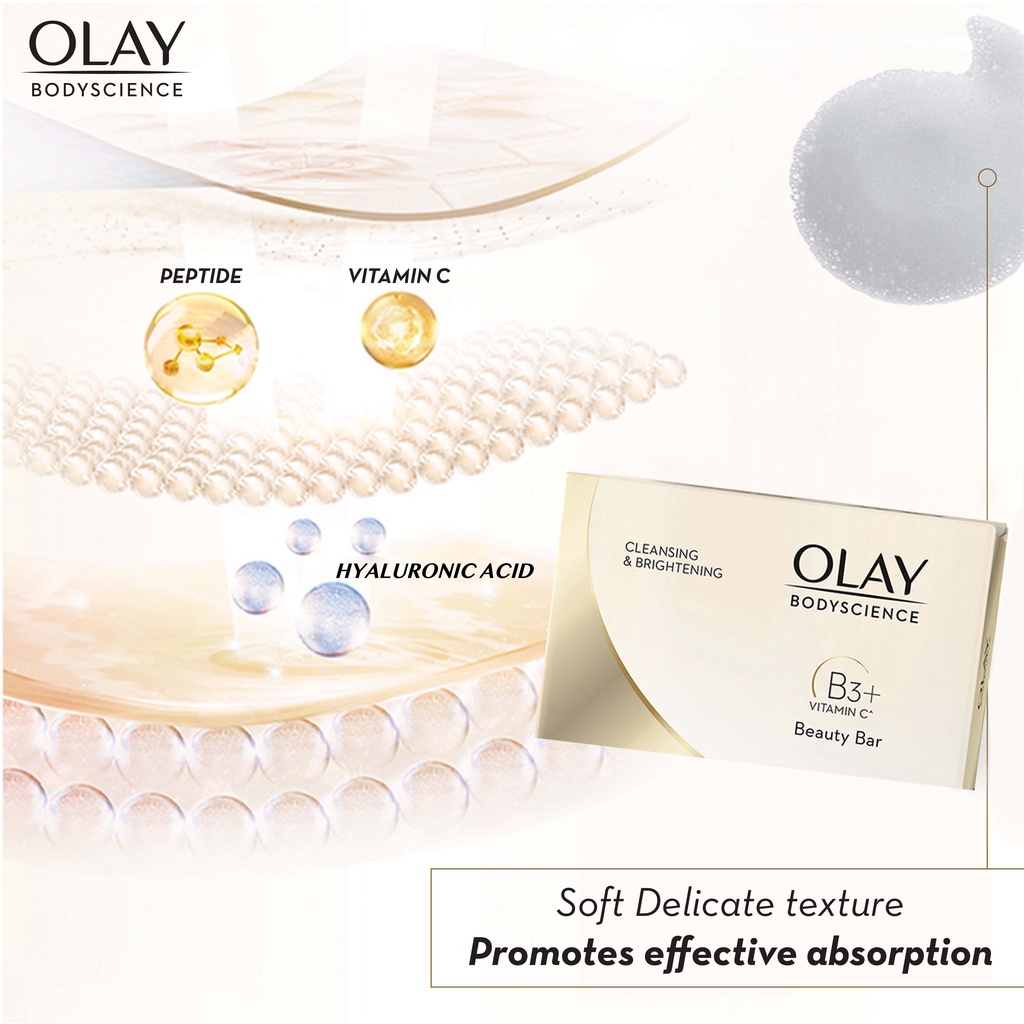 OLAY
BODYSCIENCE
PEPTIDE
VITAMIN C
HYALURONIC ACID
CLEANSING
& BRIGHTENING
OLAY
BODYSCIENCE
B3+
VITAMIN C^
Beauty Bar
OLAY
Soft Delicate texture
Promotes effective absorption